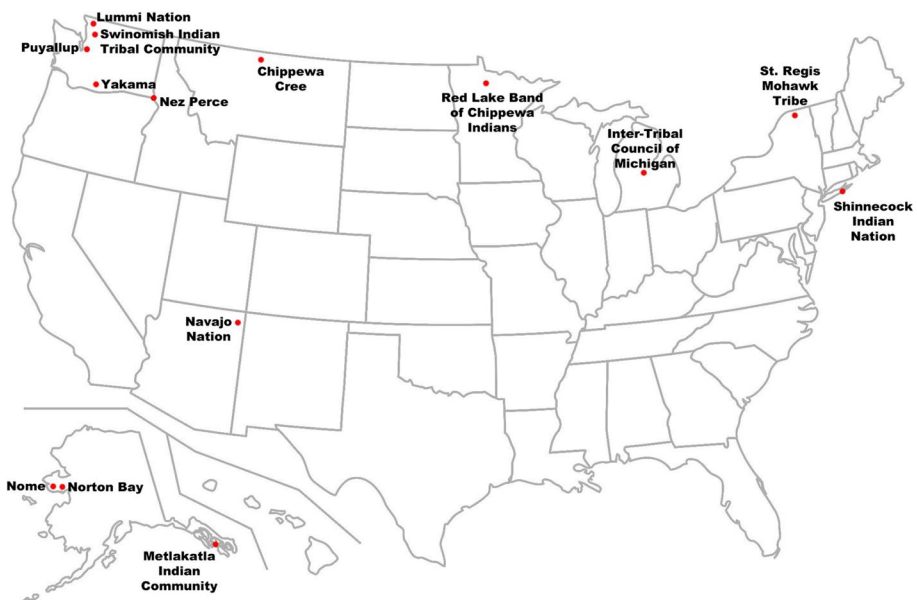 Lummi Nation
Swinomish Indian
Tribal Community
Puyallup
Yakama
Nez Perce
Chippewa
Cree
Red Lake Band
of Chippewa
Indians
Inter-Tribal
Council of
Michigan
St. Regis
Mohawk
Tribe
Shinnecock
Indian
Nation
Navajo
Nation
Nome
Norton Bay
Metlakatla
Indian
Community